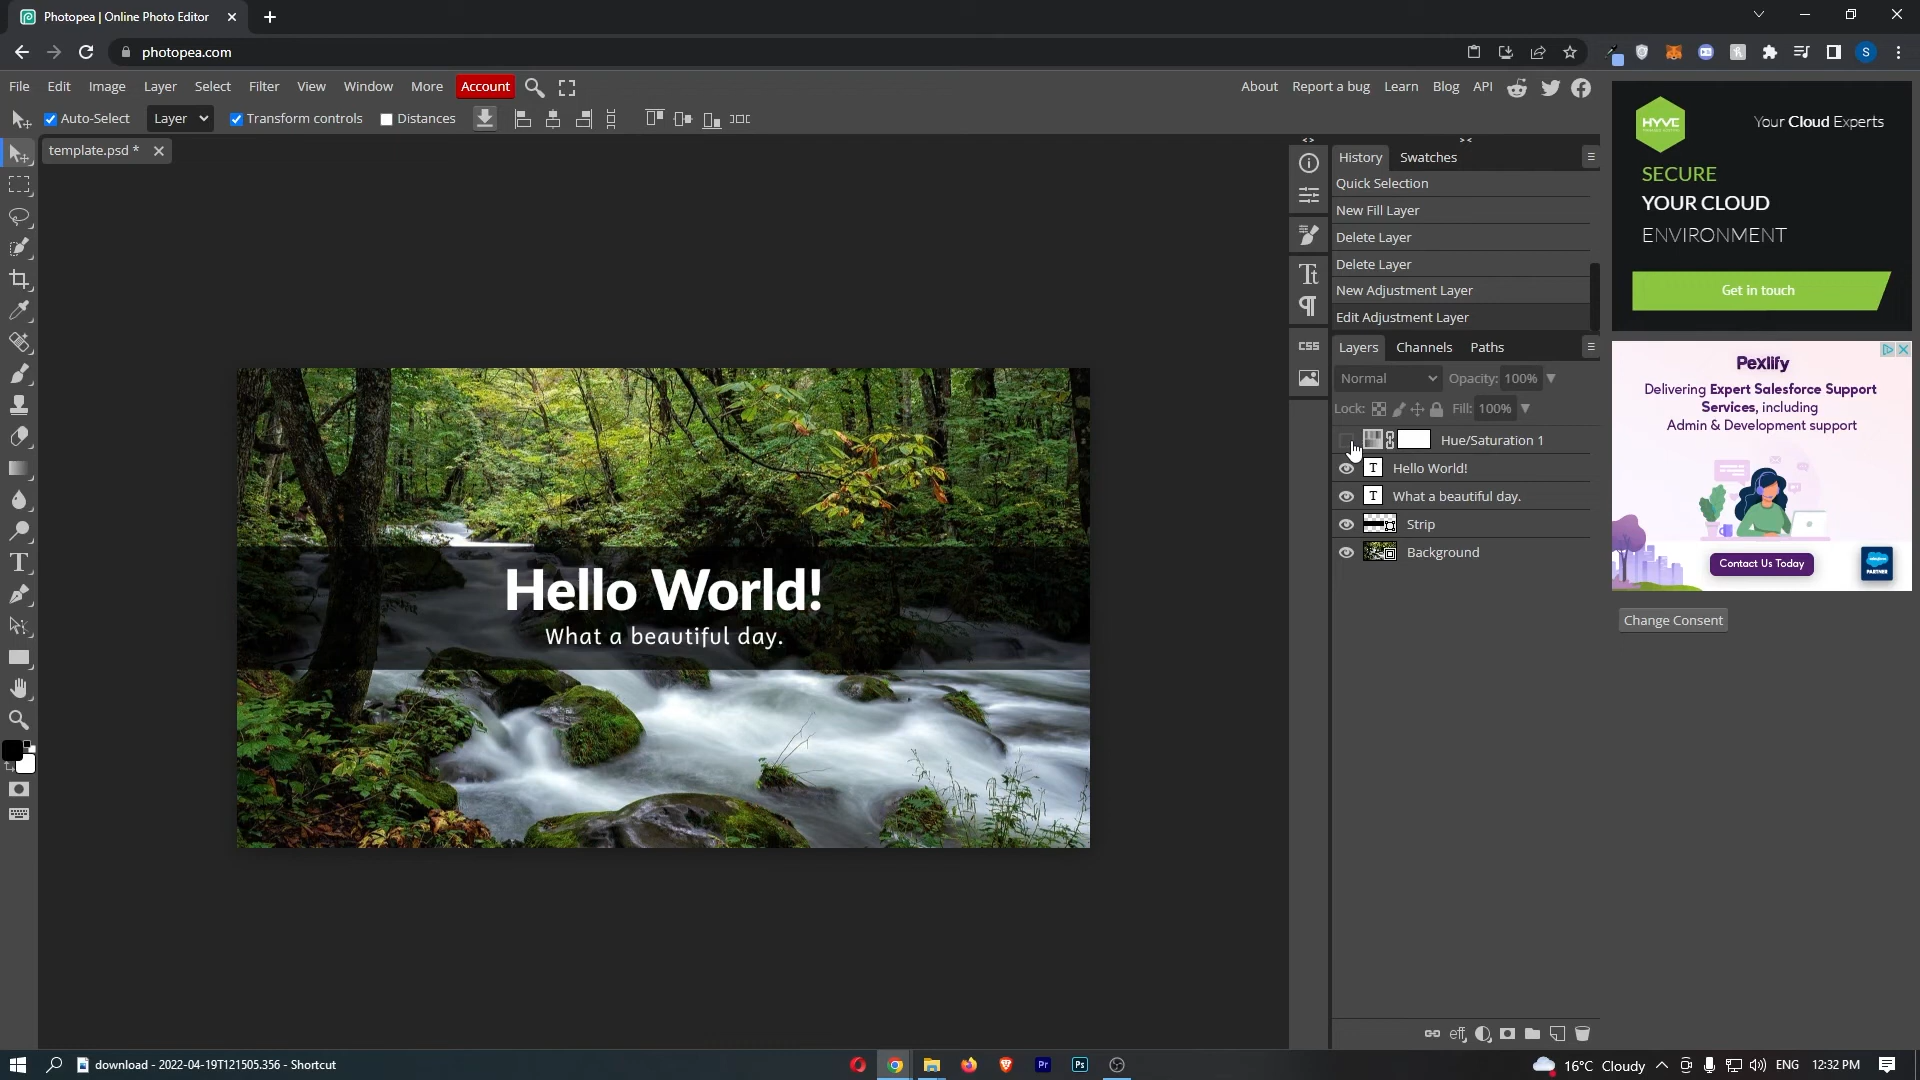 Photopea | Online Photo Editor
photopea.com
S
File Edit Image Layer Select Filter View Window More Account
About Report a bug Learn Blog API
Auto-Select Layer Transform controls Distances
template.psd *
History Swatches
Quick Selection
New Fill Layer
Delete Layer
Delete Layer
New Adjustment Layer
Edit Adjustment Layer
CSS
Layers Channels Paths
Normal Opacity: 100%
Lock: Fill: 100%
Hue/Saturation 1
T Hello World!
T What a beautiful day.
Strip
Background
Hello World!
What a beautiful day.
eff
HYVE
Your Cloud Experts
SECURE
YOUR CLOUD
ENVIRONMENT
Get in touch
Pexlify
Delivering Expert Salesforce Support
Services, including
Admin & Development support
Contact Us Today
PARTNER
Change Consent
download - 2022-04-19T121505.356 - Shortcut
Pr
Ps
16°C Cloudy
ENG
12:32 PM